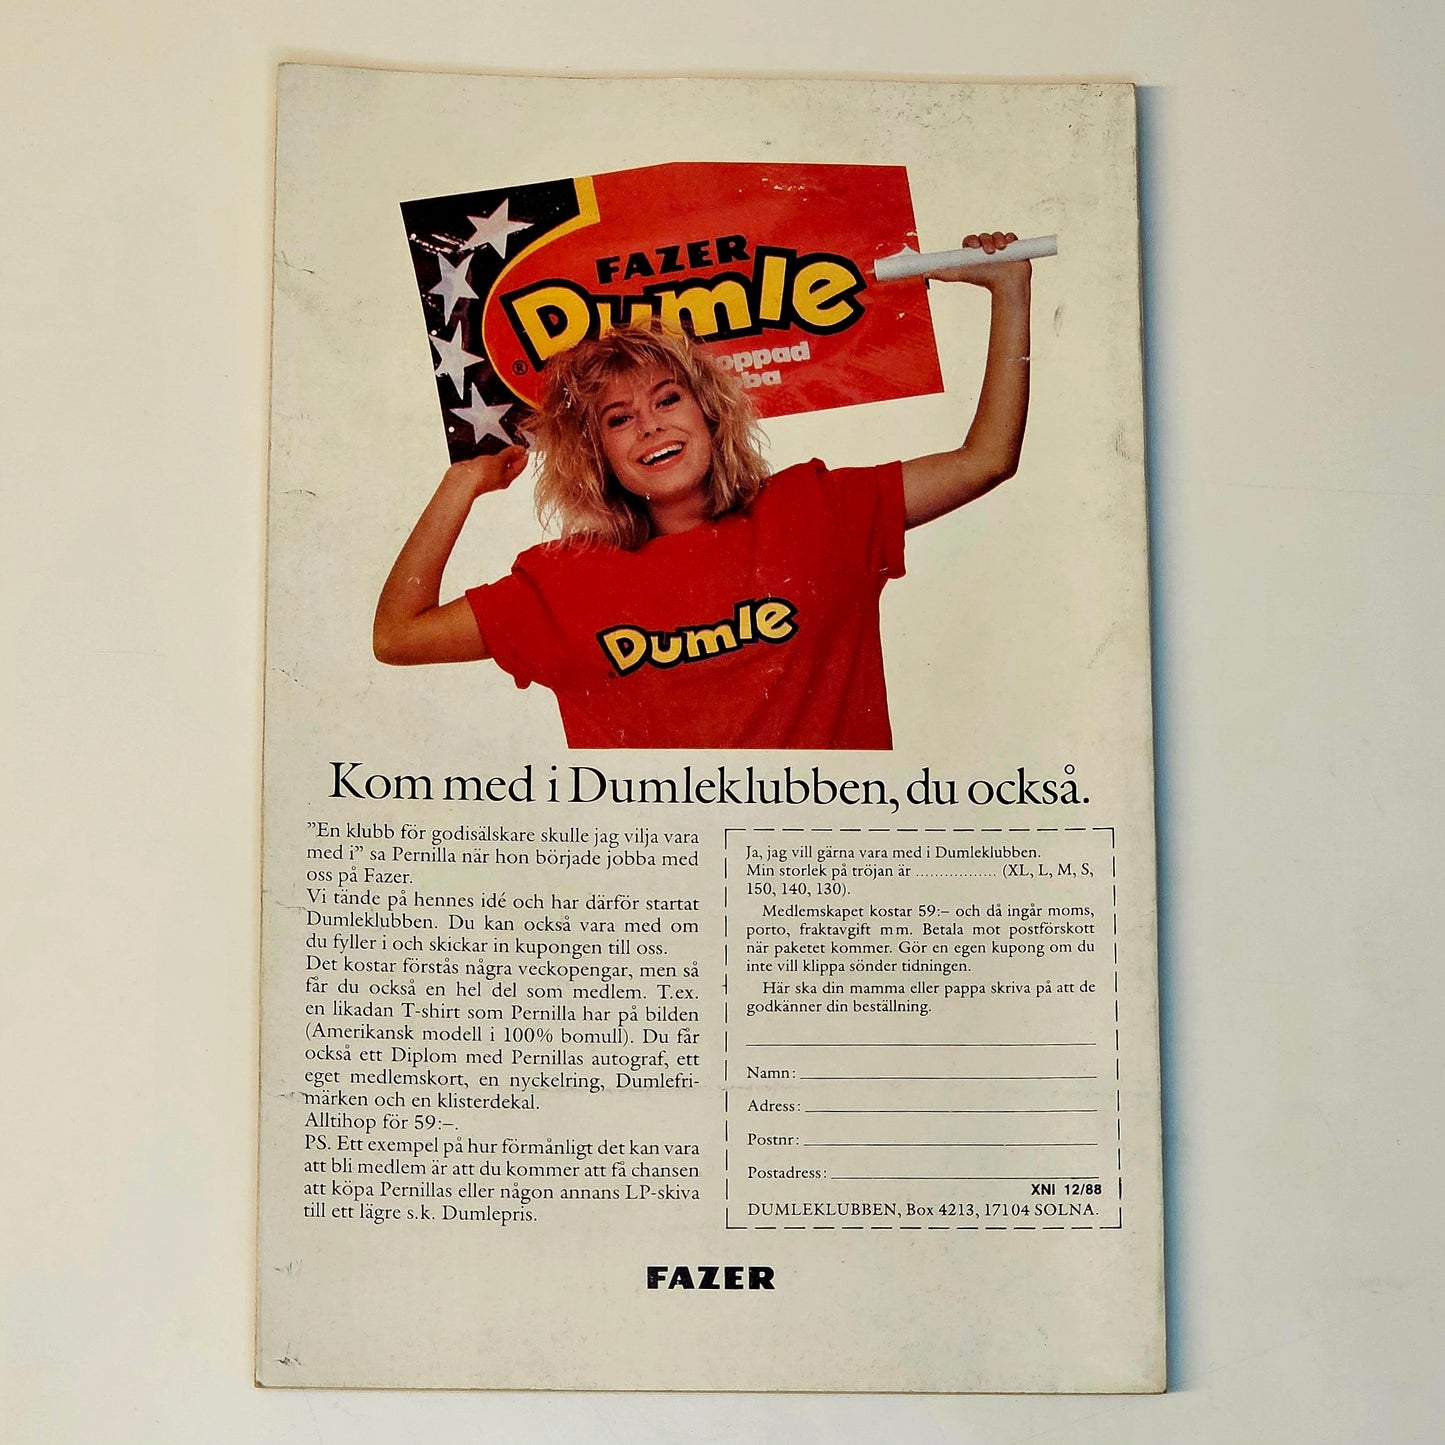 FAZER
Dumle
®
oppad
bba
Dumle
Kom med i Dumleklubben, du också.
”En klubb för godisälskare skulle jag vilja vara
med i” sa Pernilla när hon började jobba med
oss på Fazer.
Vi tände på hennes idé och har därför startat
Dumleklubben. Du kan också vara med om
du fyller i och skickar in kupongen till oss.
Det kostar förstås några veckopengar, men så
får du också en hel del som medlem. T.ex.
en likadan T-shirt som Pernilla har på bilden
(Amerikansk modell i 100% bomull). Du får
också ett Diplom med Pernillas autograf, ett
eget medlemskort, en nyckelring, Dumlefri-
märken och en klisterdekal.
Alltihop för 59:–.
PS. Ett exempel på hur förmånligt det kan vara
att bli medlem är att du kommer att få chansen
att köpa Pernillas eller någon annans LP-skiva
till ett lägre s.k. Dumlepris.
Ja, jag vill gärna vara med i Dumleklubben.
Min storlek på tröjan är ................. (XL, L, M, S,
150, 140, 130).
Medlemskapet kostar 59:– och då ingår moms,
porto, fraktavgift m m. Betala mot postförskott
när paketet kommer. Gör en egen kupong om du
inte vill klippa sönder tidningen.
Här ska din mamma eller pappa skriva på att de
godkänner din beställning.
Namn:
Adress:
Postnr:
Postadress:
XNI 12/88
DUMLEKLUBBEN, Box 4213, 17104 SOLNA.
FAZER